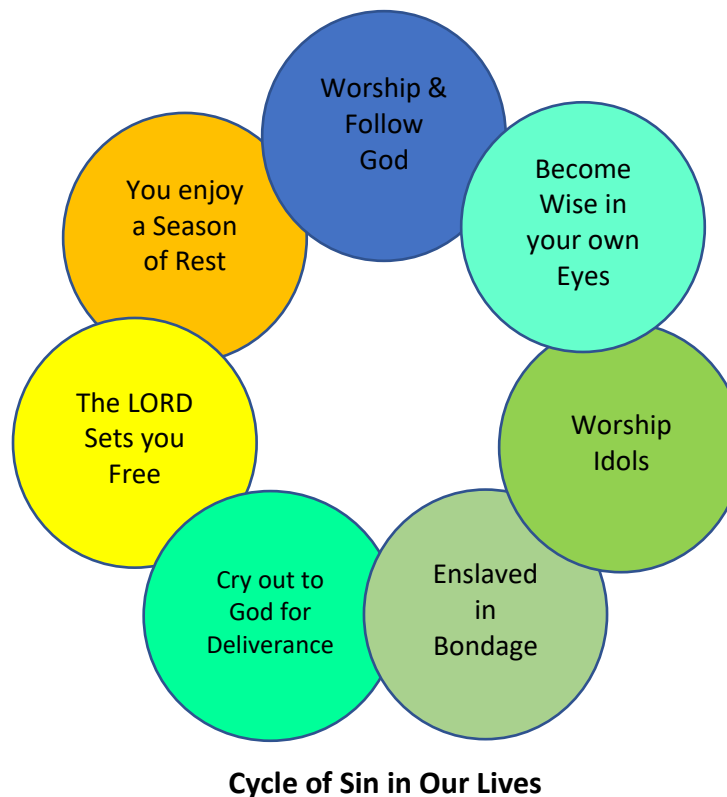 Worship &
Follow
God
Become
Wise in
your own
Eyes
Worship
Idols
Enslaved
in
Bondage
Cry out to
God for
Deliverance
The LORD
Sets you
Free
You enjoy
a Season
of Rest
Cycle of Sin in Our Lives